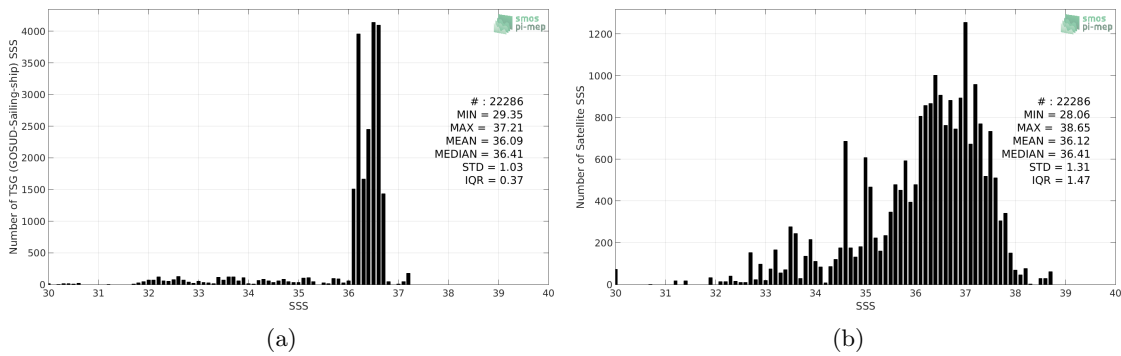 smos
pi-mep
Number of TSG (GOSUD-Sailing-ship) SSS
4000
3500
3000
2500
2000
1500
1000
500
0
# : 22286
MIN = 29.35
MAX = 37.21
MEAN = 36.09
MEDIAN = 36.41
STD = 1.03
IQR = 0.37
30 31 32 33 34 35 36 37 38 39 40
SSS
(a)
smos
pi-mep
Number of Satellite SSS
1200
1000
800
600
400
200
0
# : 22286
MIN = 28.06
MAX = 38.65
MEAN = 36.12
MEDIAN = 36.41
STD = 1.31
IQR = 1.47
30 31 32 33 34 35 36 37 38 39 40
SSS
(b)